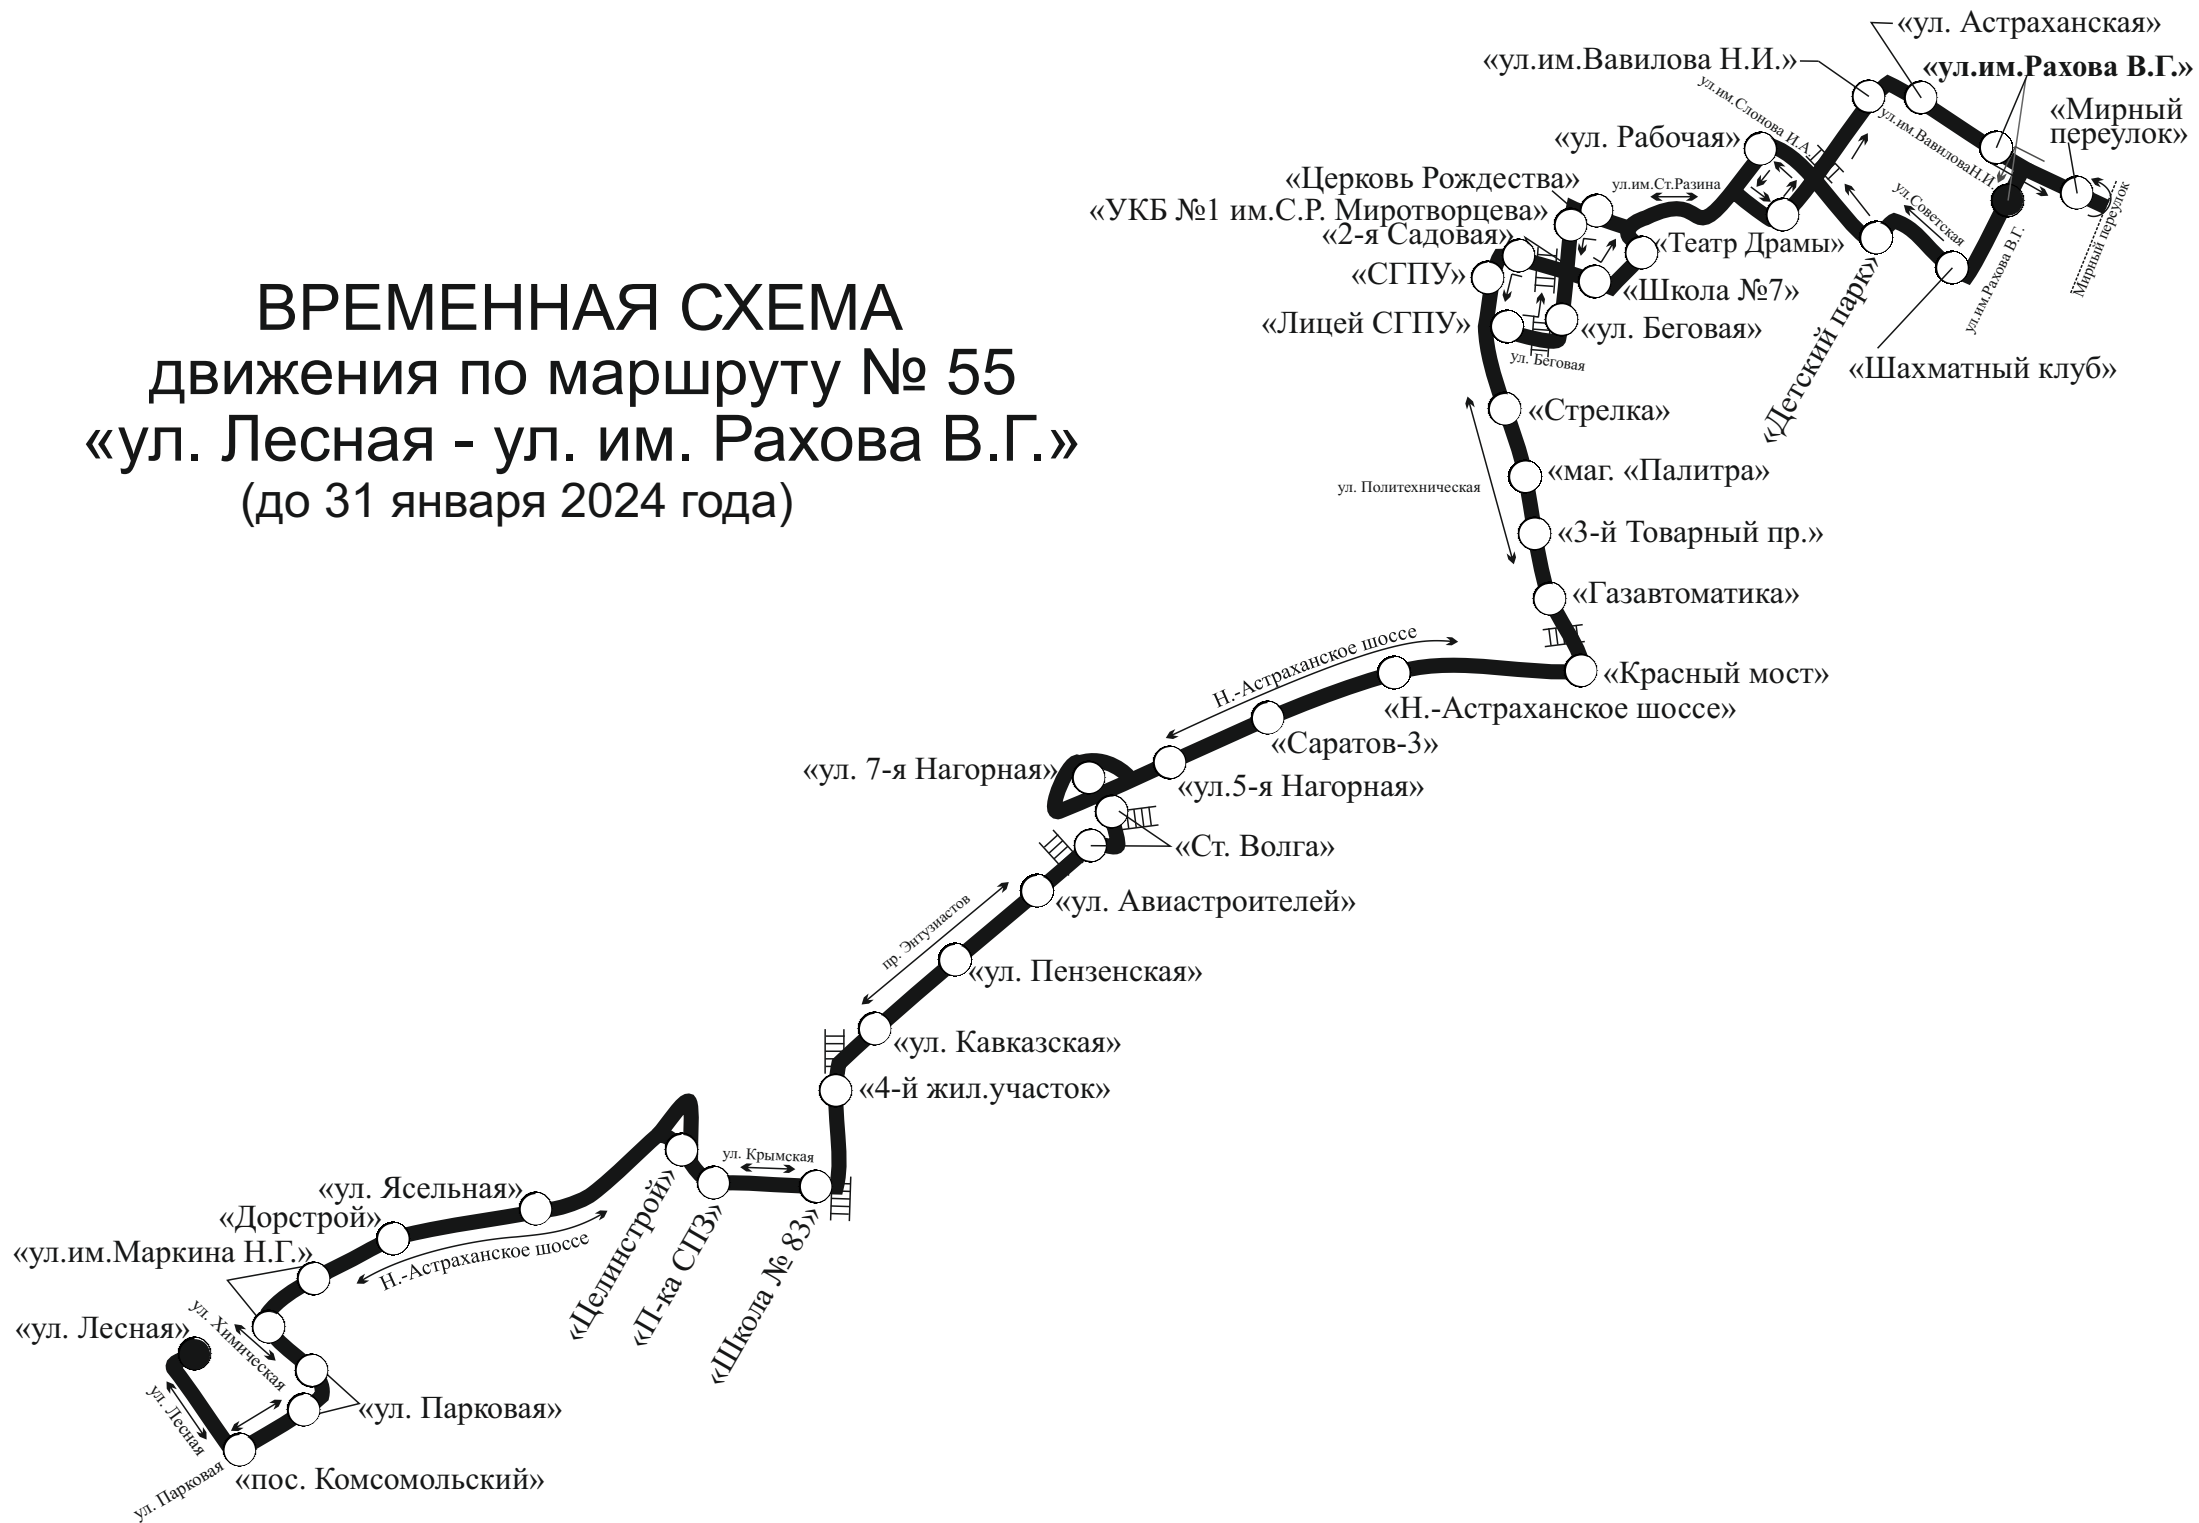 «ул. Астраханская»
«ул.им.Вавилова Н.И.»
«ул.им.Рахова В.Г.»
«Мирный
переулок»
ул.им.Слонова И.А.
ул.им.ВавиловаН.И.
«ул. Рабочая»
«Церковь Рождества»
ул.им.Ст.Разина
«УКБ №1 им.С.Р. Миротворцева»
«2-я Садовая»
«Театр Драмы»
ул.Советская
Мирный переулок
ул.им.Рахова В.Г.
«СГПУ»
«Школа №7»
«Лицей СГПУ»
«ул. Беговая»
ул. Беговая
«Детский парк»
«Шахматный клуб»
ВРЕМЕННАЯ СХЕМА
движения по маршруту № 55
«ул. Лесная - ул. им. Рахова В.Г.»
(до 31 января 2024 года)
«Стрелка»
«маг. «Палитра»
ул. Политехническая
«3-й Товарный пр.»
«Газавтоматика»
Н.-Астраханское шоссе
«Красный мост»
«Н.-Астраханское шоссе»
«Саратов-3»
«ул. 7-я Нагорная»
«ул.5-я Нагорная»
«Ст. Волга»
«ул. Авиастроителей»
пр. Энтузиастов
«ул. Пензенская»
«ул. Кавказская»
«4-й жил.участок»
ул. Крымская
«ул. Ясельная»
«Дорстрой»
«ул.им.Маркина Н.Г.»
Н.-Астраханское шоссе
«Целинстрой»
«П-ка СПЗ»
«Школа № 83»
«ул. Лесная»
ул. Химическая
ул. Лесная
«ул. Парковая»
ул. Парковая
«пос. Комсомольский»